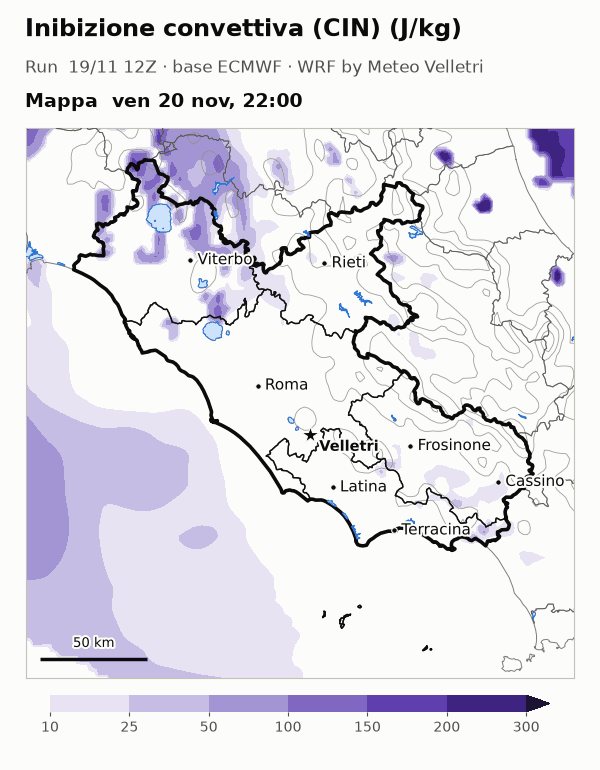 Inibizione convettiva (CIN) (J/kg)
Run  19/11 12Z · base ECMWF · WRF by Meteo Velletri
Mappa  ven 20 nov, 22:00
Viterbo
Rieti
Roma
Velletri
Frosinone
Latina
Cassino
Terracina
50 km
10 25 50 100 150 200 300